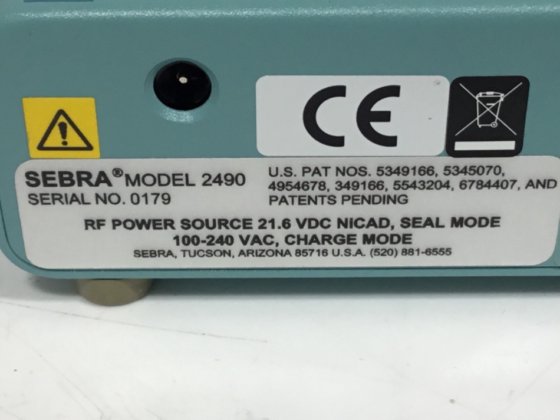 CE
SEBRA® MODEL 2490
SERIAL NO. 0179
U.S. PAT NOS. 5349166, 5345070,
4954678, 349166, 5543204, 6784407, AND
PATENTS PENDING
RF POWER SOURCE 21.6 VDC NICAD, SEAL MODE
100-240 VAC, CHARGE MODE
SEBRA, TUCSON, ARIZONA 85716 U.S.A. (520) 881-6555